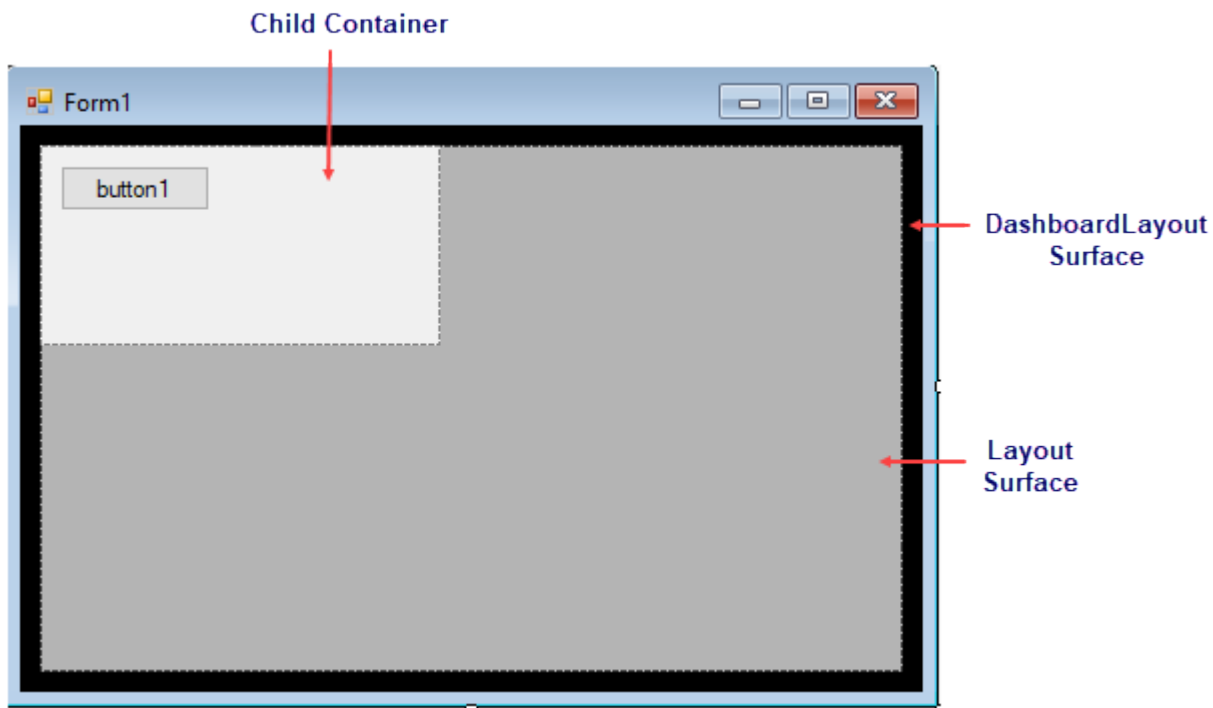 Child Container
Form1
button1
DashboardLayout
Surface
Layout
Surface